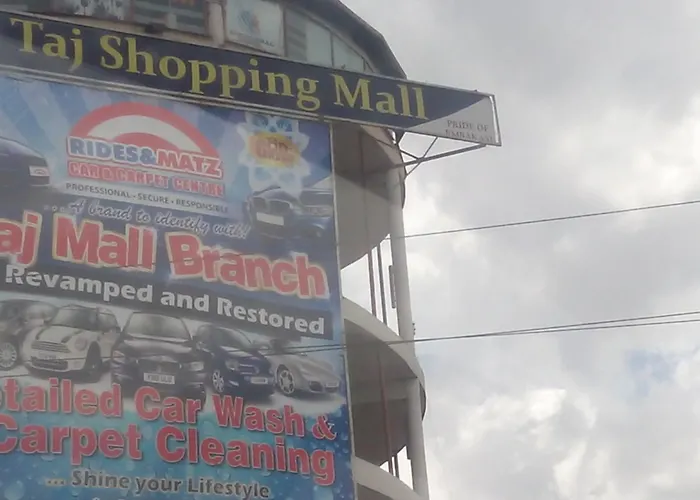 Taj Shopping Mall
PRIDE OF
RIDES&MATZ
CAR & CARPET CENTRE
PROFESSIONAL - SECURE - RESPONSIBLE
...A brand to identify with!
aj Mall Branch
Revamped and Restored
etailed Car Wash &
Carpet Cleaning
... Shine your Lifestyle